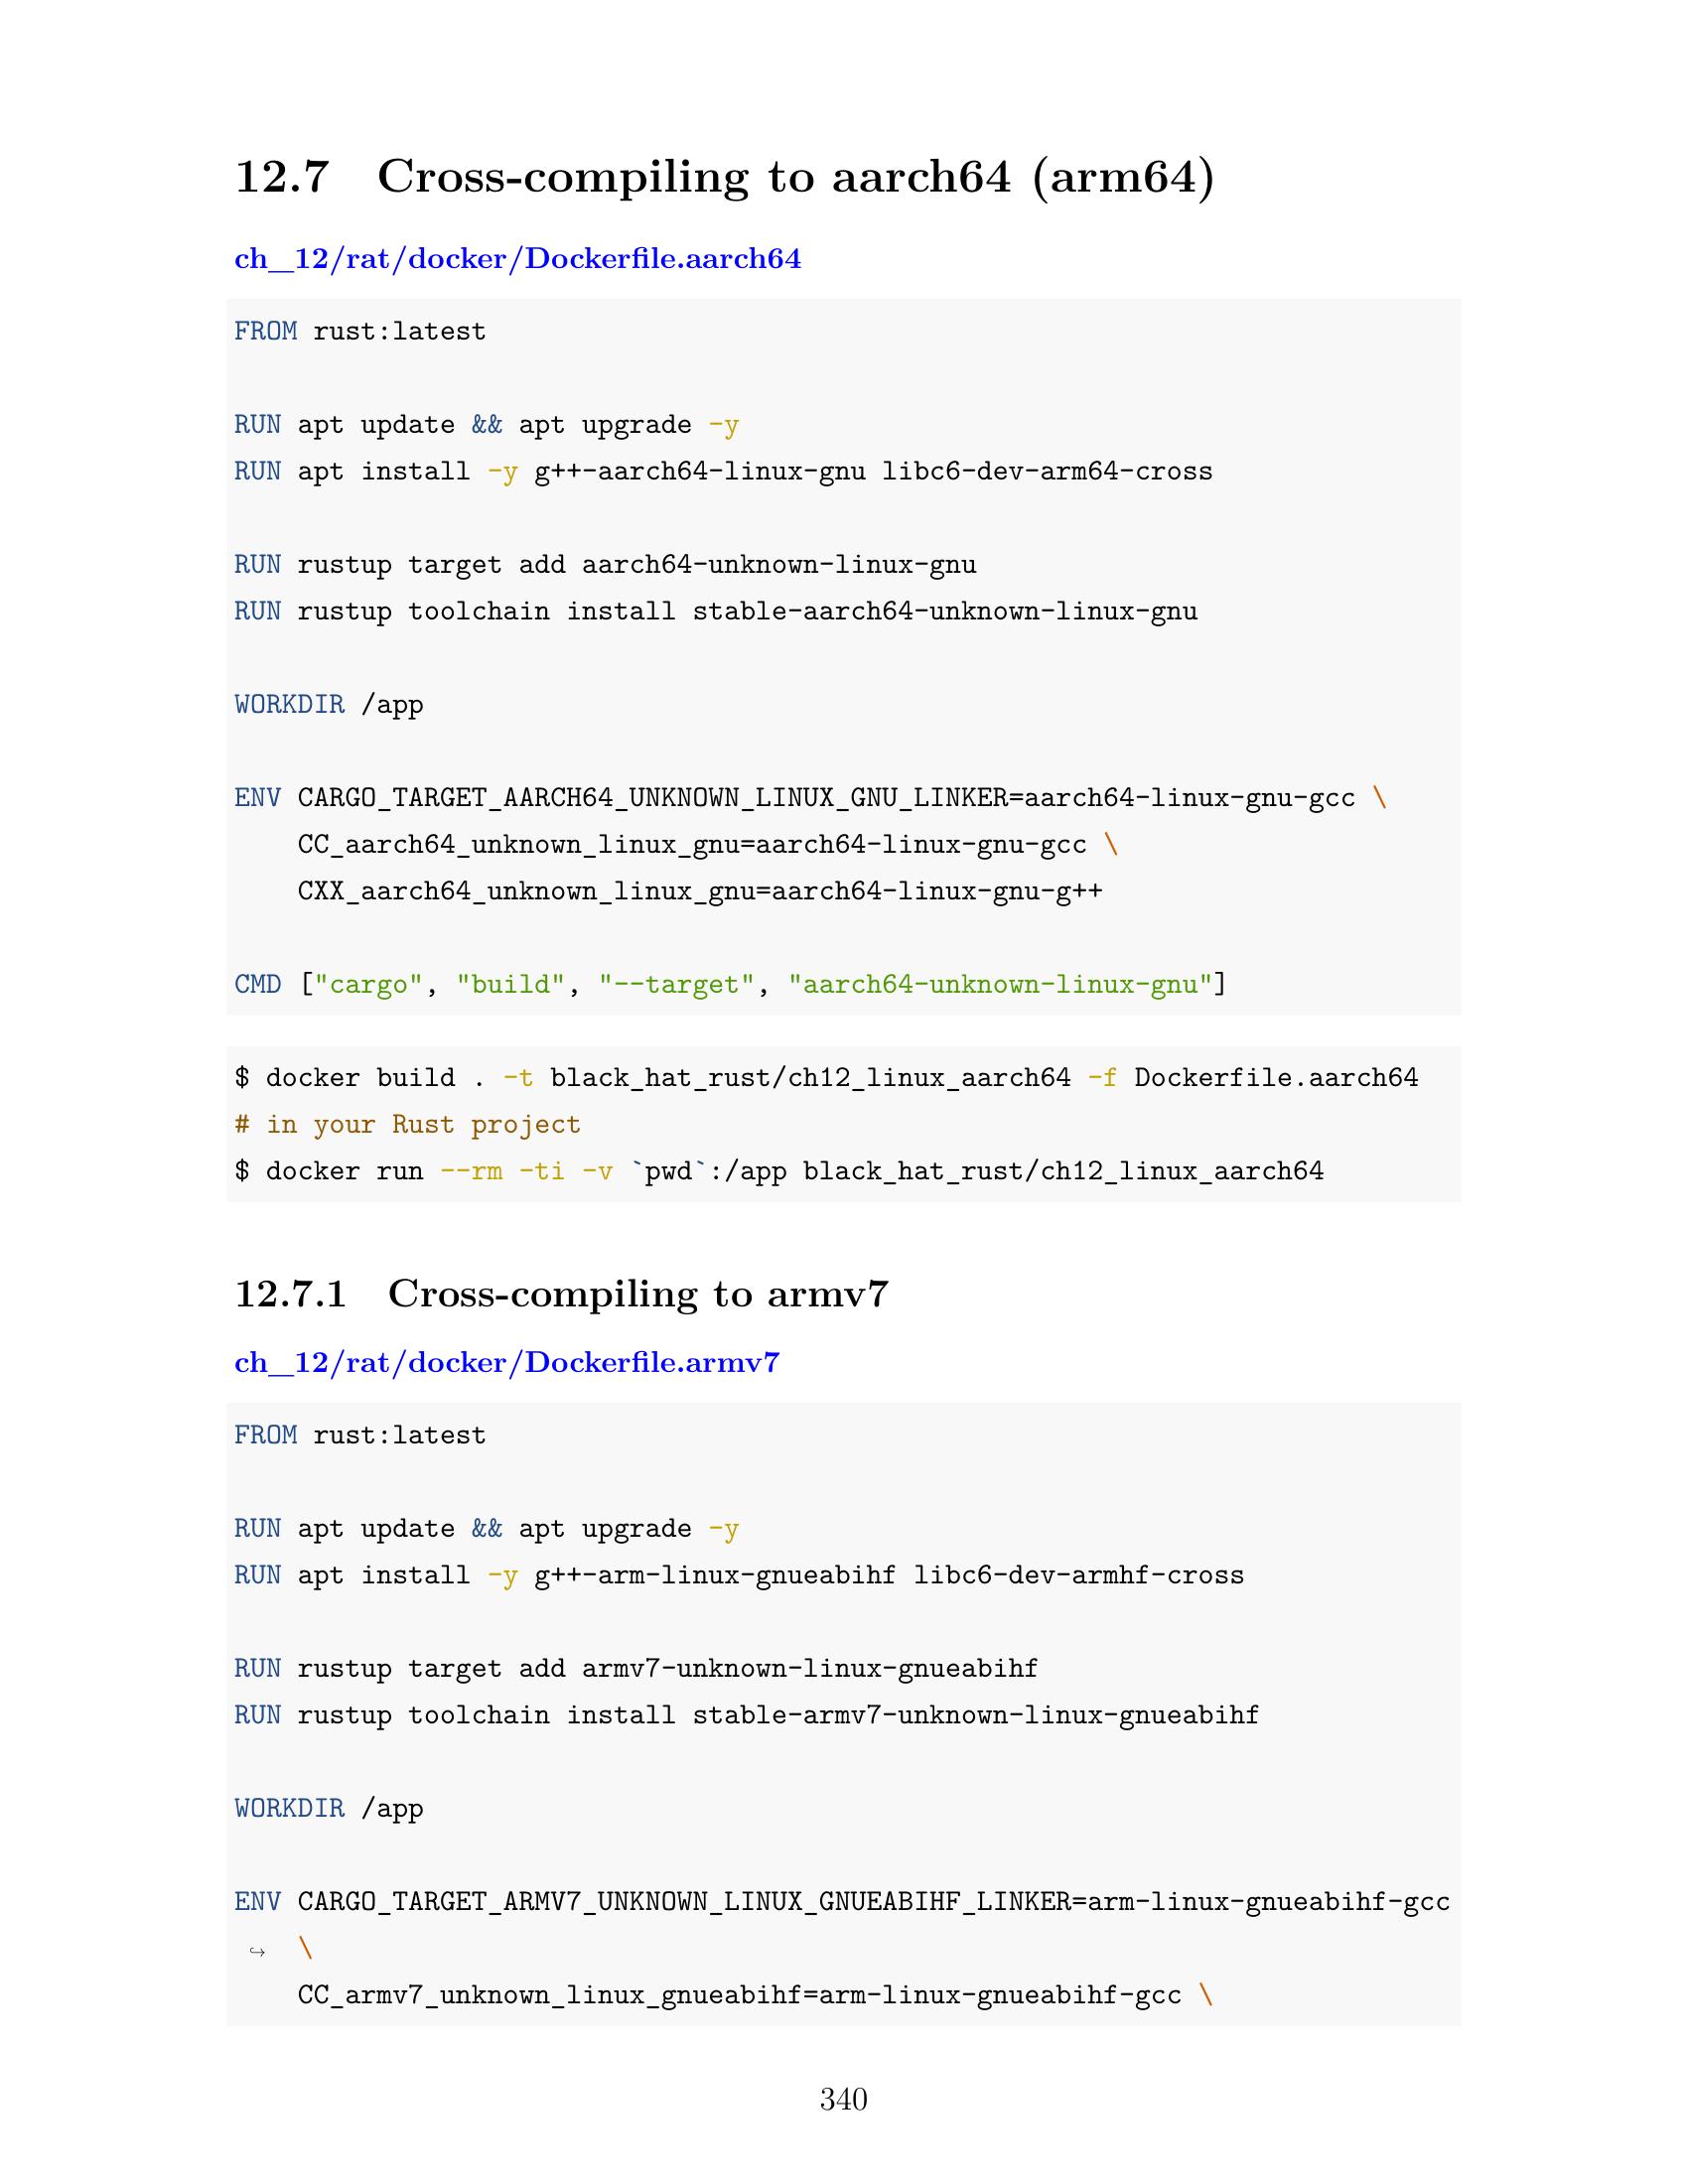 12.7 Cross-compiling to aarch64 (arm64)
ch_12/rat/docker/Dockerfile.aarch64
FROM rust:latest
RUN apt update && apt upgrade -y
RUN apt install -y g++-aarch64-linux-gnu libc6-dev-arm64-cross
RUN rustup target add aarch64-unknown-linux-gnu
RUN rustup toolchain install stable-aarch64-unknown-linux-gnu
WORKDIR /app
ENV CARGO_TARGET_AARCH64_UNKNOWN_LINUX_GNU_LINKER=aarch64-linux-gnu-gcc \
    CC_aarch64_unknown_linux_gnu=aarch64-linux-gnu-gcc \
    CXX_aarch64_unknown_linux_gnu=aarch64-linux-gnu-g++
CMD ["cargo", "build", "--target", "aarch64-unknown-linux-gnu"]
$ docker build . -t black_hat_rust/ch12_linux_aarch64 -f Dockerfile.aarch64
# in your Rust project
$ docker run --rm -ti -v `pwd`:/app black_hat_rust/ch12_linux_aarch64
12.7.1 Cross-compiling to armv7
ch_12/rat/docker/Dockerfile.armv7
FROM rust:latest
RUN apt update && apt upgrade -y
RUN apt install -y g++-arm-linux-gnueabihf libc6-dev-armhf-cross
RUN rustup target add armv7-unknown-linux-gnueabihf
RUN rustup toolchain install stable-armv7-unknown-linux-gnueabihf
WORKDIR /app
ENV CARGO_TARGET_ARMV7_UNKNOWN_LINUX_GNUEABIHF_LINKER=arm-linux-gnueabihf-gcc
↪ \
    CC_armv7_unknown_linux_gnueabihf=arm-linux-gnueabihf-gcc \
340